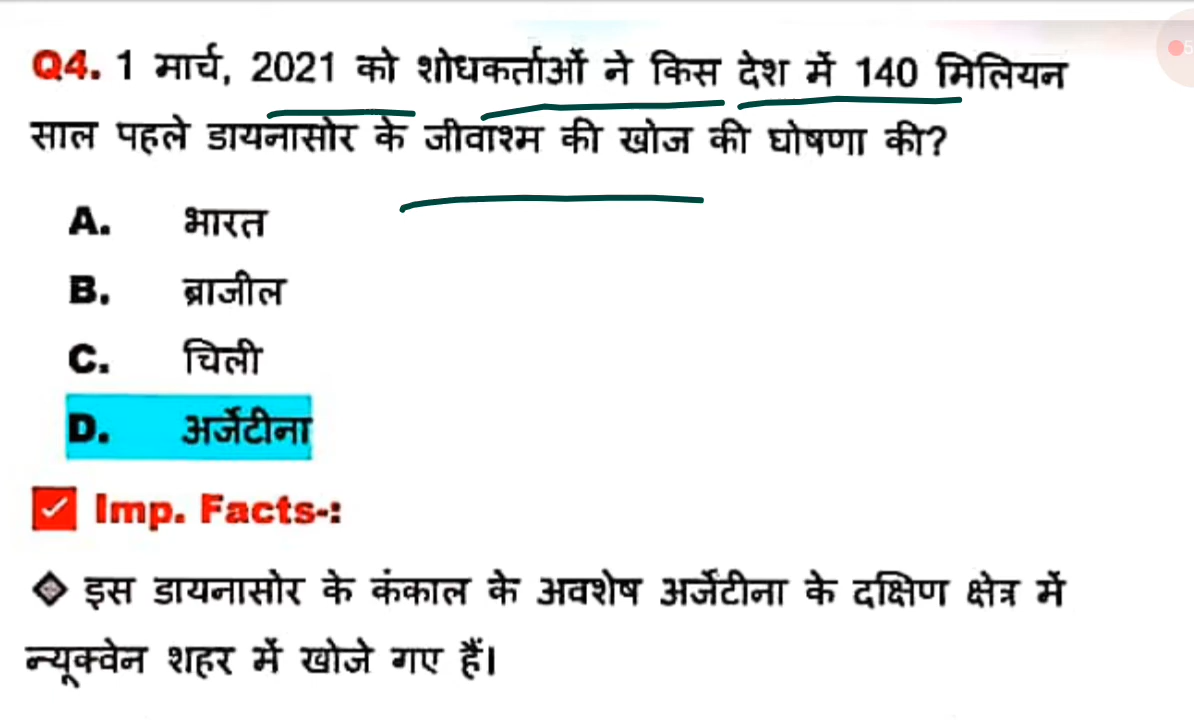 Q4. 1 मार्च, 2021 को शोधकर्ताओं ने किस देश में 140 मिलियन
साल पहले डायनासोर के जीवाश्म की खोज की घोषणा की?
A. भारत
B. ब्राजील
C. चिली
D. अर्जेंटीना
Imp. Facts-:
इस डायनासोर के कंकाल के अवशेष अर्जेंटीना के दक्षिण क्षेत्र में
न्यूक्वेन शहर में खोजे गए हैं।